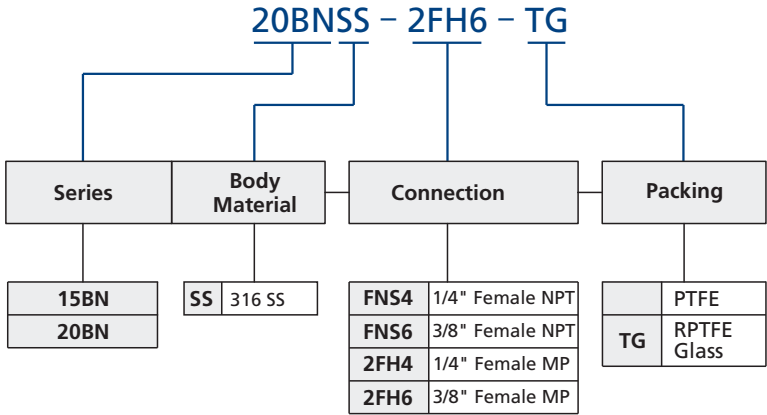 20BNSS – 2FH6 – TG
Series
Body
Material
Connection
Packing
15BN
20BN
SS 316 SS
FNS4 1/4" Female NPT
FNS6 3/8" Female NPT
2FH4 1/4" Female MP
2FH6 3/8" Female MP
PTFE
TG RPTFE
Glass